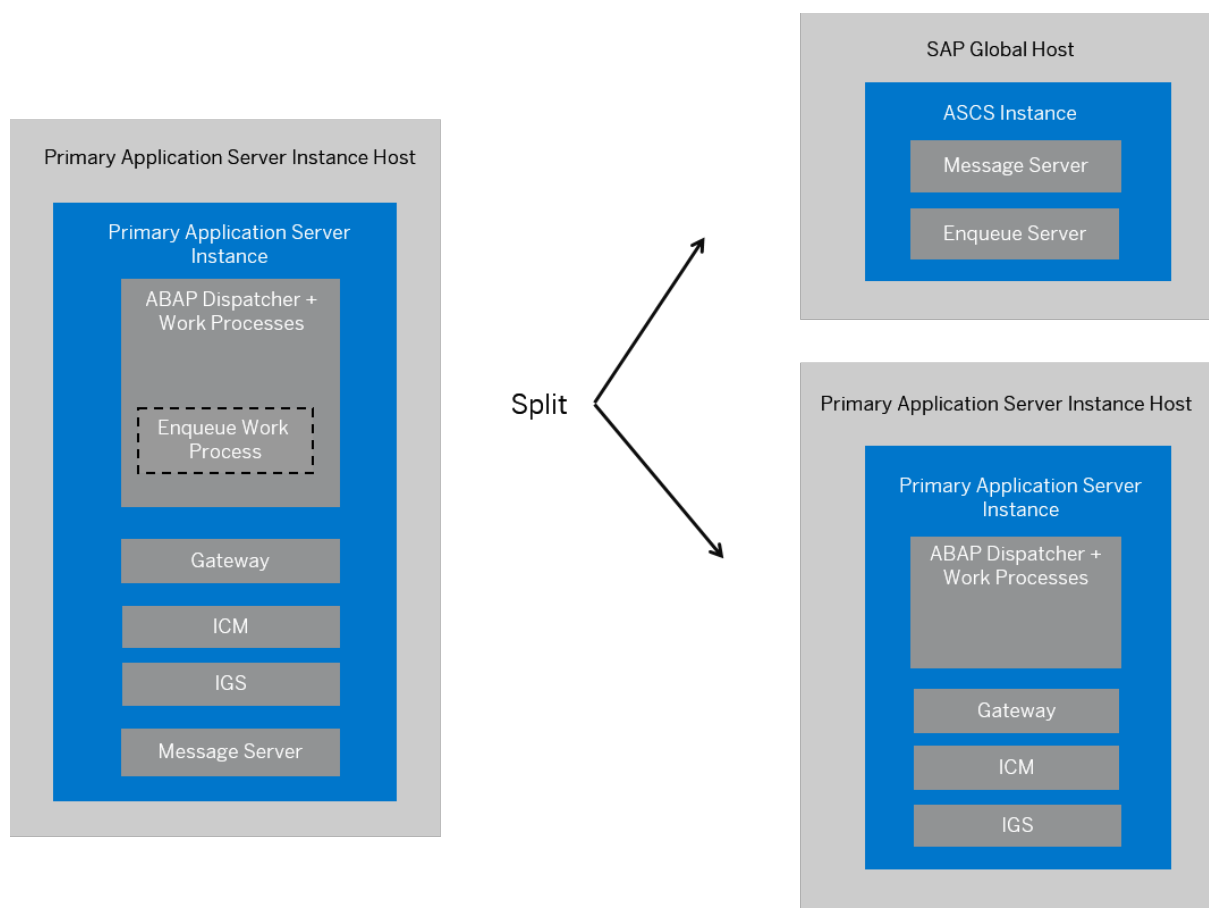 Primary Application Server Instance Host
Primary Application Server
Instance
ABAP Dispatcher +
Work Processes
Enqueue Work
Process
Gateway
ICM
IGS
Message Server
Split
SAP Global Host
ASCS Instance
Message Server
Enqueue Server
Primary Application Server Instance Host
Primary Application Server
Instance
ABAP Dispatcher +
Work Processes
Gateway
ICM
IGS